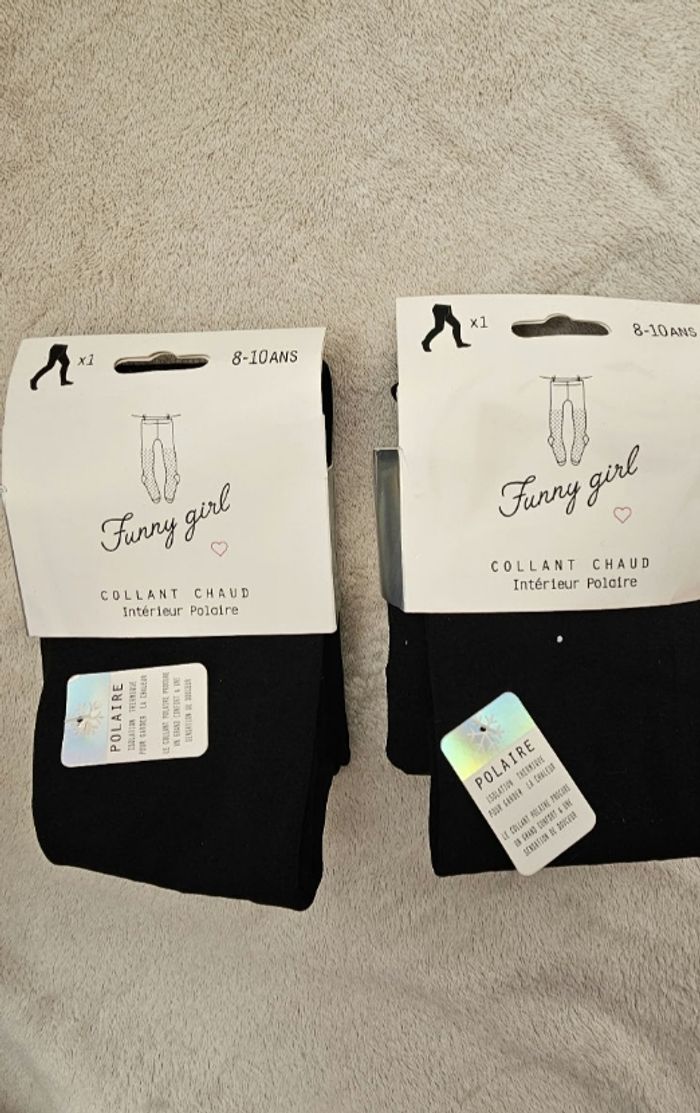 x1
8-10ANS
Funny girl
COLLANT CHAUD
Intérieur Polaire
POLAIRE
ISOLATION THERMIQUE
POUR GARDER LA CHALEUR
LE COLLANT POLAIRE PROCURE
UN GRAND CONFORT & UNE
SENSATION DE DOUCEUR
x1
8-10ANS
Funny girl
COLLANT CHAUD
Intérieur Polaire
POLAIRE
ISOLATION THERMIQUE
POUR GARDER LA CHALEUR
LE COLLANT POLAIRE PROCURE
UN GRAND CONFORT & UNE
SENSATION DE DOUCEUR